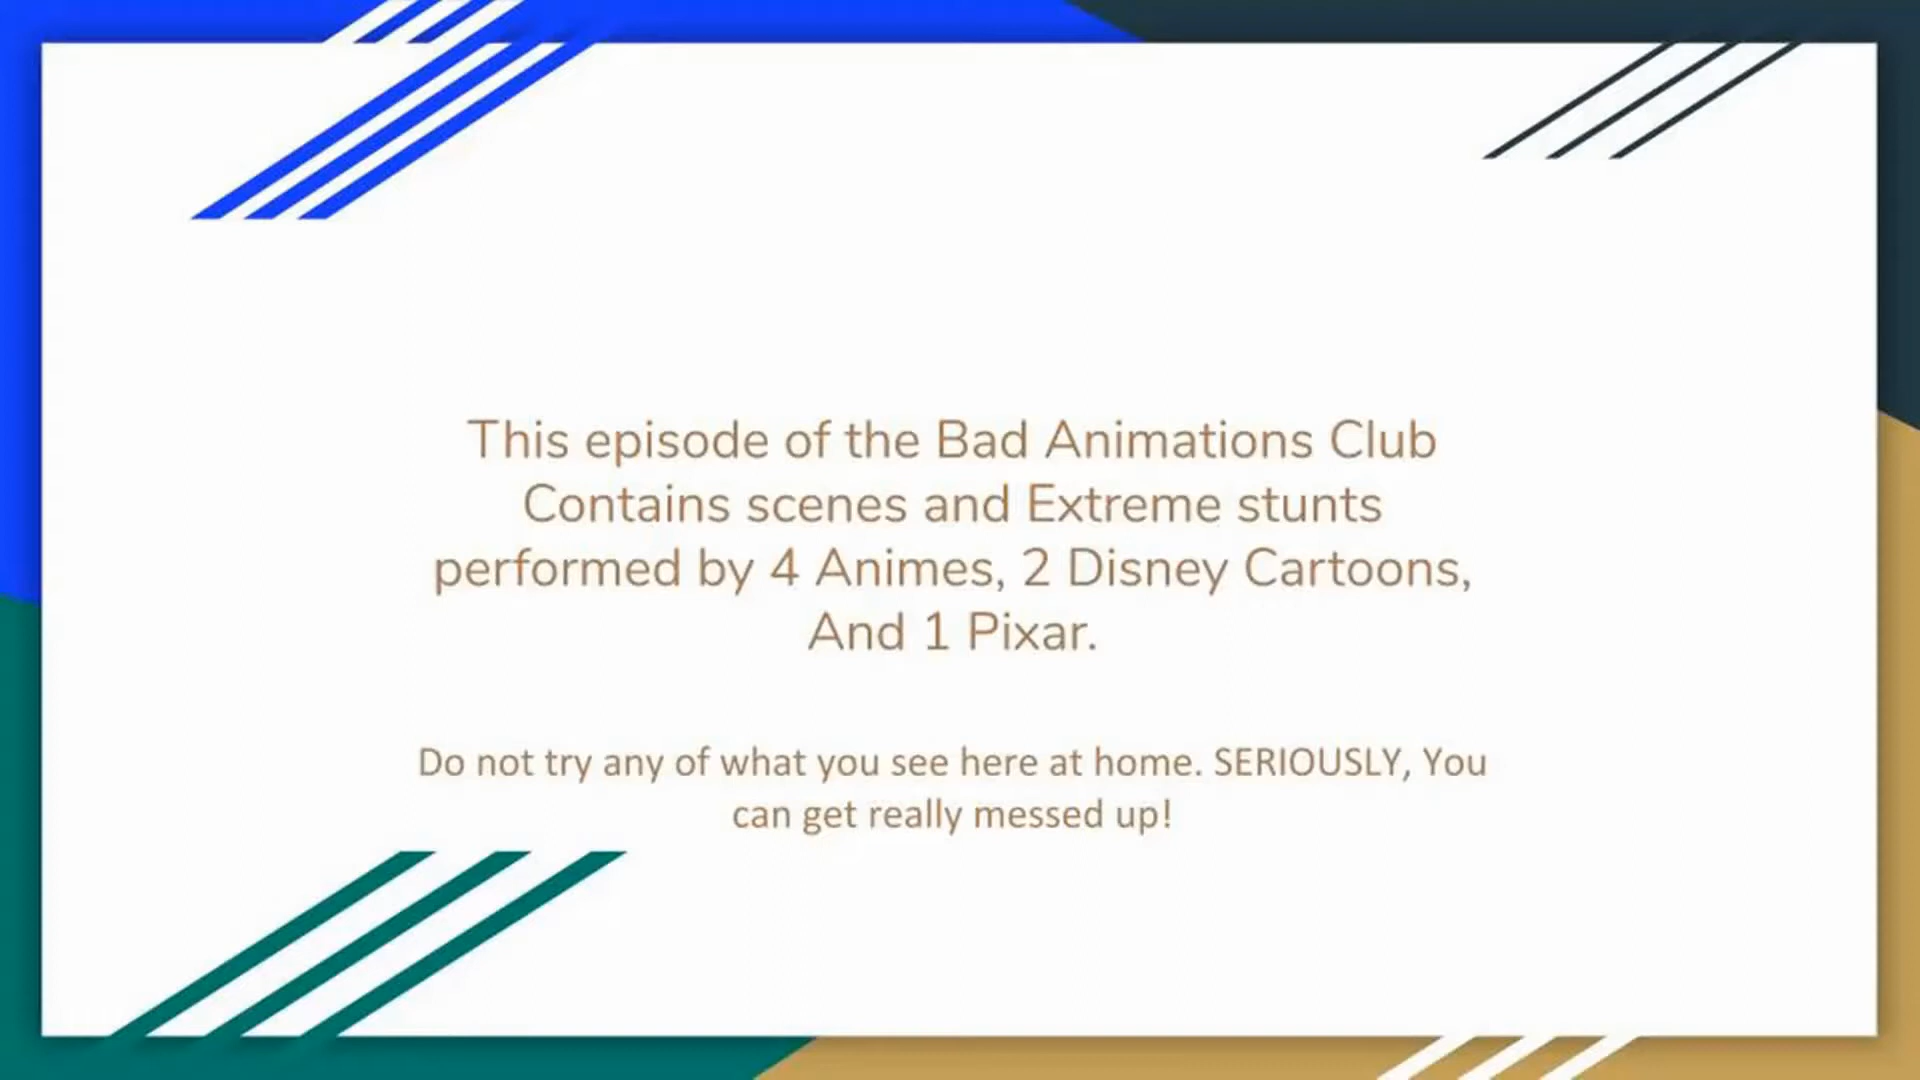 This episode of the Bad Animations Club
Contains scenes and Extreme stunts
performed by 4 Animes, 2 Disney Cartoons,
And 1 Pixar.
Do not try any of what you see here at home. SERIOUSLY, You
can get really messed up!